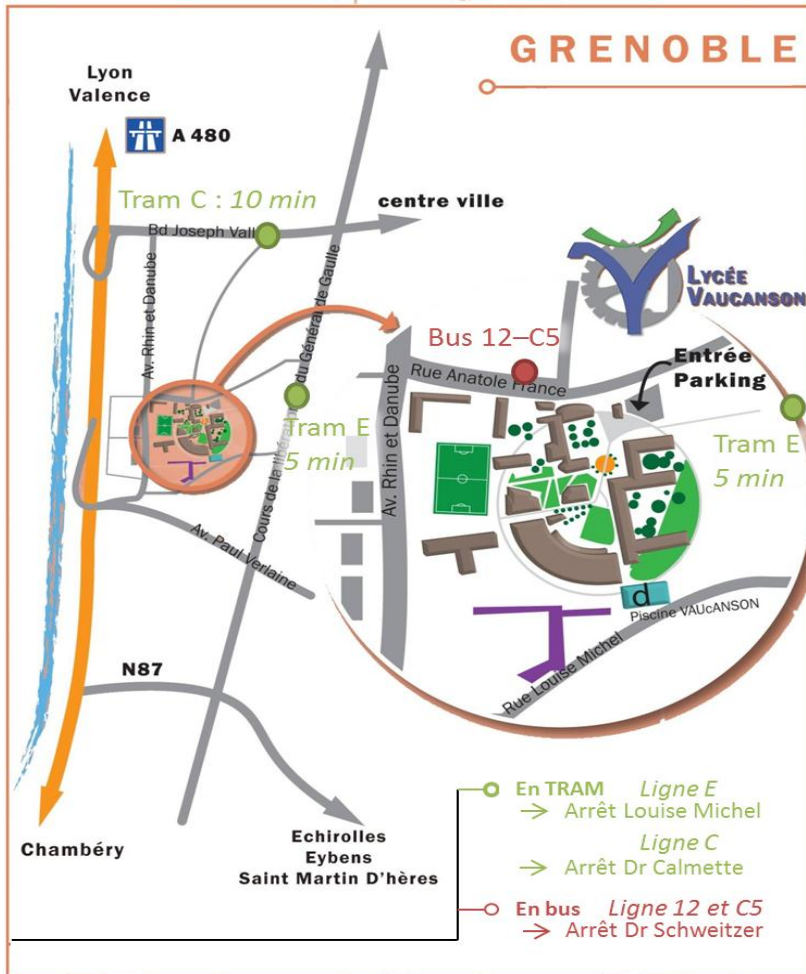 GRENOBLE
Lyon
Valence
A 480
Tram C : 10 min
centre ville
Bd Joseph Vall
Av. Rhin et Danube
du Général de Gaulle
Cours de la libération
LYCÉE
VAUCANSON
Bus 12–C5
Rue Anatole France
Entrée
Parking
Tram E
5 min
Tram E
5 min
Av. Rhin et Danube
Av. Paul Verlaine
d
Piscine VAUcANSON
Rue Louise Michel
N87
Chambéry
Echirolles
Eybens
Saint Martin D'hères
En TRAM Ligne E
→ Arrêt Louise Michel
Ligne C
→ Arrêt Dr Calmette
En bus Ligne 12 et C5
→ Arrêt Dr Schweitzer